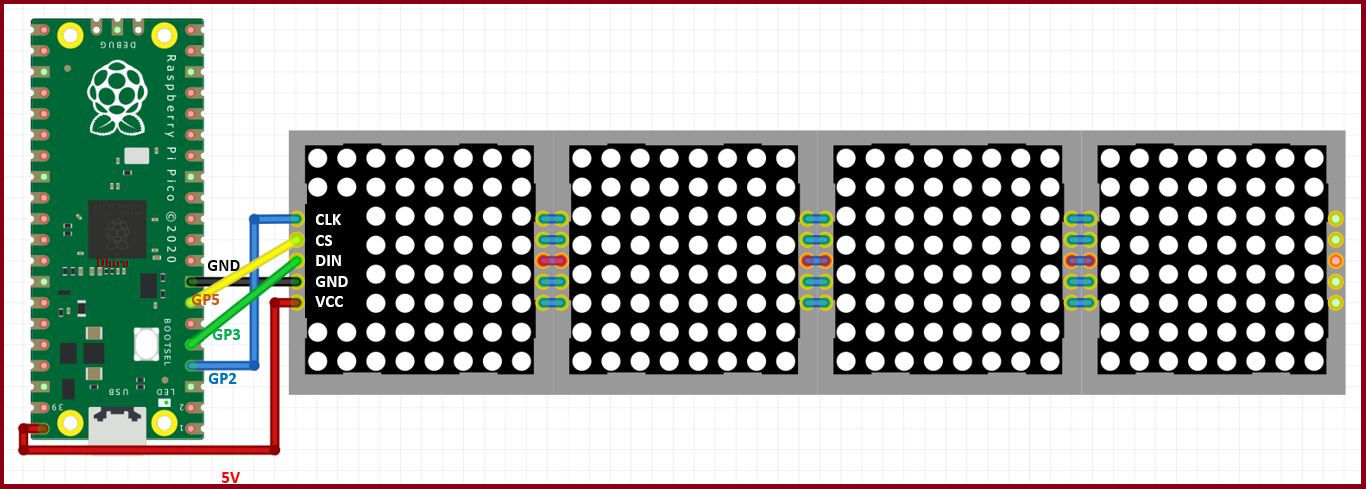 DEBUG
Raspberry Pi Pico ©2020
CLK
CS
DIN
GND
GND
VCC
GP5
GP3
BOOTSEL
GP2
LED
USB
39
2
1
5V